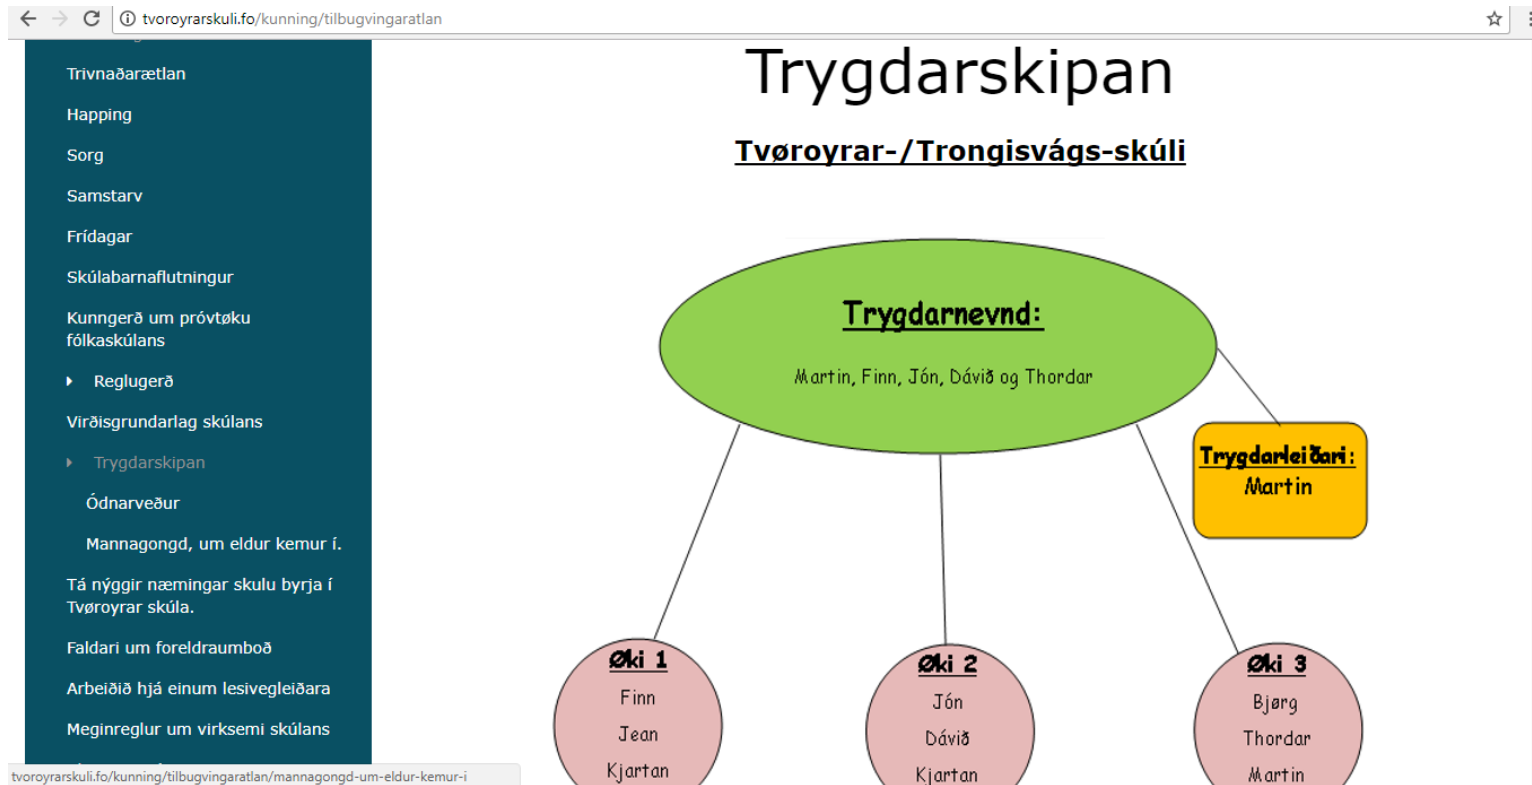 tvoroyrarskuli.fo/kunning/tilbugvingaratlan
Trivnaðarætlan
Happing
Sorg
Samstarv
Frídagar
Skúlabarnaflutningur
Kunngerð um próvtøku
fólkaskúlans
Reglugerð
Virðisgrundarlag skúlans
Trygdarskipan
Ódnarveður
Mannagongd, um eldur kemur í.
Tá nýggir næmingar skulu byrja í
Tvøroyrar skúla.
Faldari um foreldraumboð
Arbeiðið hjá einum lesivegleiðara
Meginreglur um virksemi skúlans
tvoroyrarskuli.fo/kunning/tilbugvingaratlan/mannagongd-um-eldur-kemur-i
Trygdarskipan
Tvøroyrar-/Trongisvágs-skúli
Trygdarnevnd:
Martin, Finn, Jón, Dávið og Thordar
Trygdarleiðari:
Martin
Øki 1
Finn
Jean
Kjartan
Øki 2
Jón
Dávið
Kjartan
Øki 3
Bjørg
Thordar
Martin